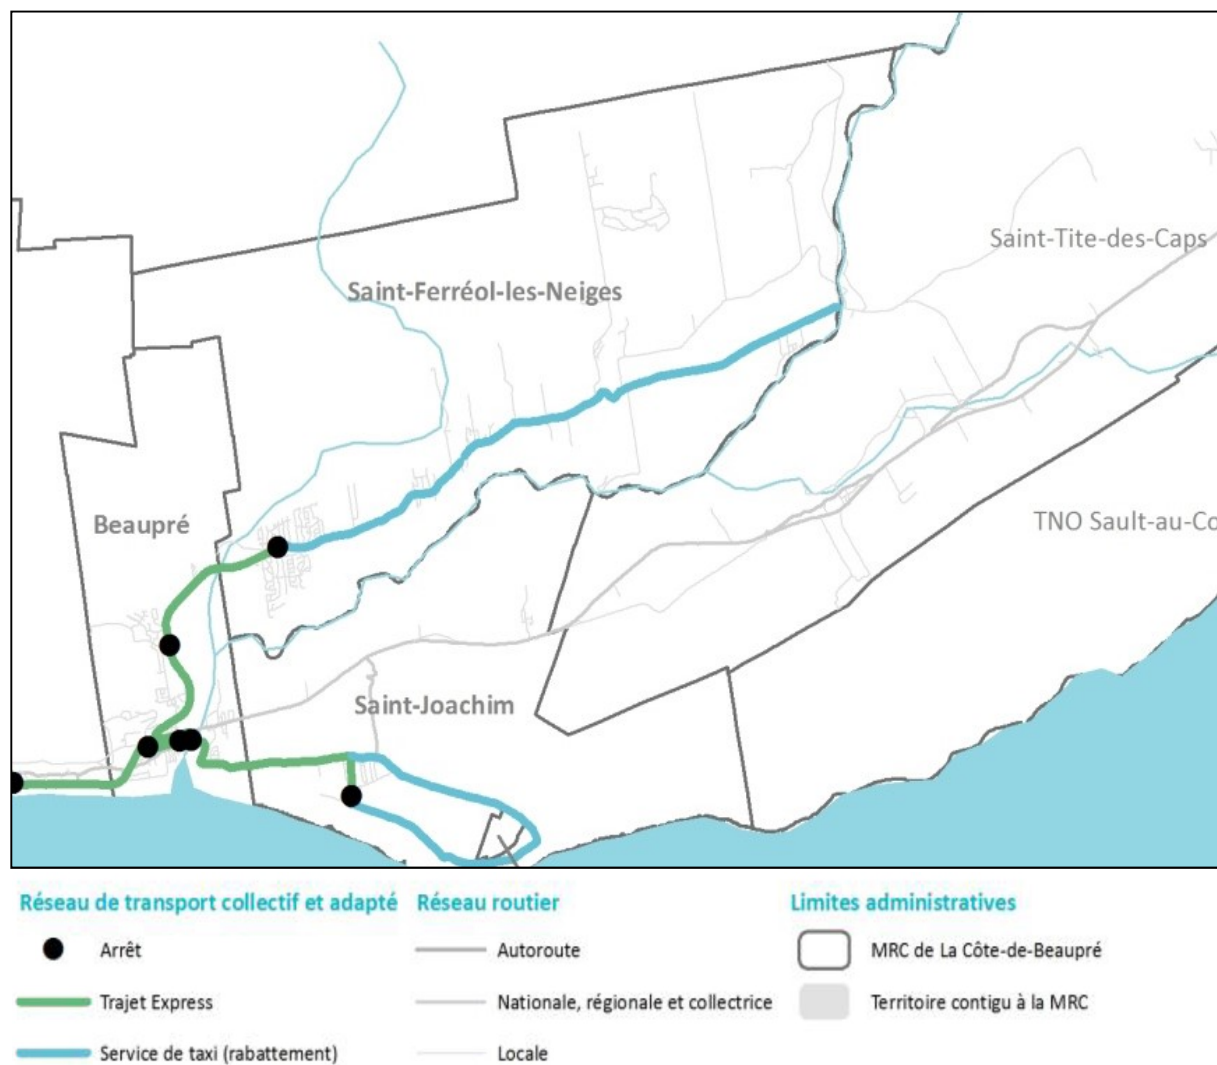 Saint-Tite-des-Caps
Saint-Ferréol-les-Neiges
Beaupré
TNO Sault-au-Co
Saint-Joachim
Réseau de transport collectif et adapté
Arrêt
Trajet Express
Service de taxi (rabattement)
Réseau routier
Autoroute
Nationale, régionale et collectrice
Locale
Limites administratives
MRC de La Côte-de-Beaupré
Territoire contigu à la MRC